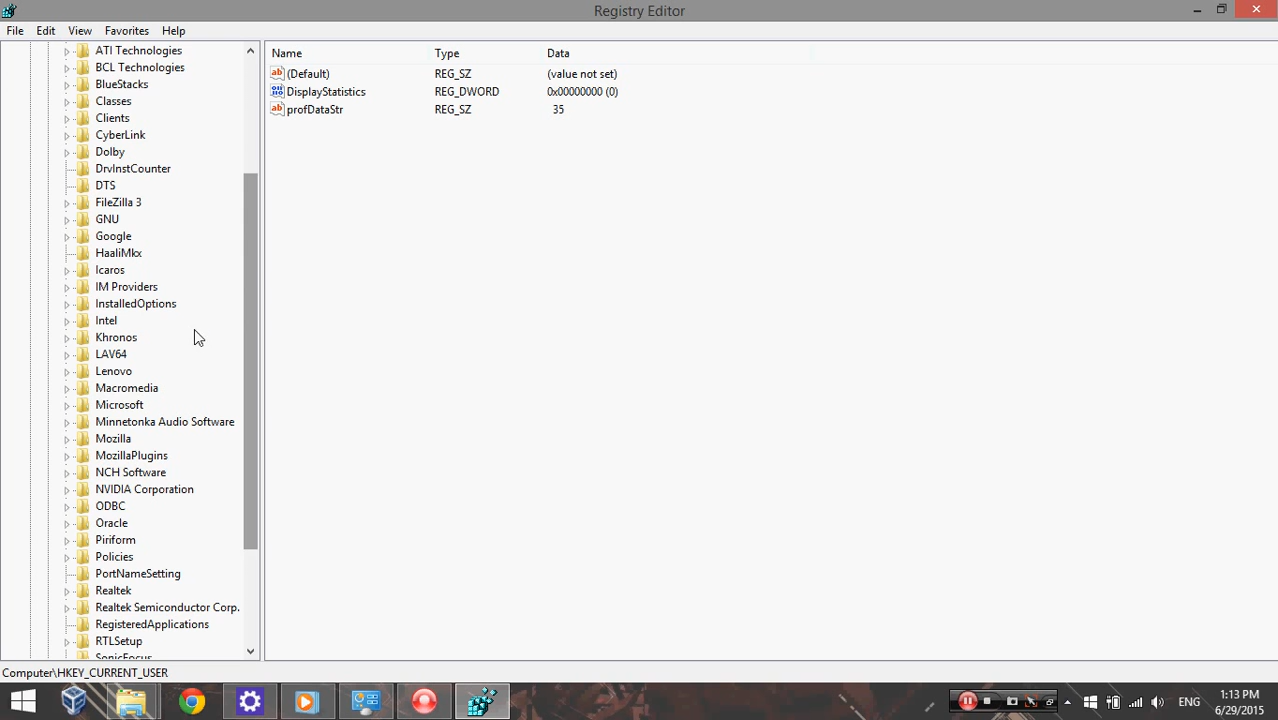 Registry Editor
File Edit View Favorites Help
ATI Technologies
BCL Technologies
BlueStacks
Classes
Clients
CyberLink
Dolby
DrvInstCounter
DTS
FileZilla 3
GNU
Google
HaaliMkx
Icaros
IM Providers
InstalledOptions
Intel
Khronos
LAV64
Lenovo
Macromedia
Microsoft
Minnetonka Audio Software
Mozilla
MozillaPlugins
NCH Software
NVIDIA Corporation
ODBC
Oracle
Piriform
Policies
PortNameSetting
Realtek
Realtek Semiconductor Corp.
RegisteredApplications
RTLSetup
SonicFocus
Name Type Data
(Default) REG_SZ (value not set)
DisplayStatistics REG_DWORD 0x00000000 (0)
profDataStr REG_SZ 35
Computer\HKEY_CURRENT_USER
ENG
1:13 PM
6/29/2015